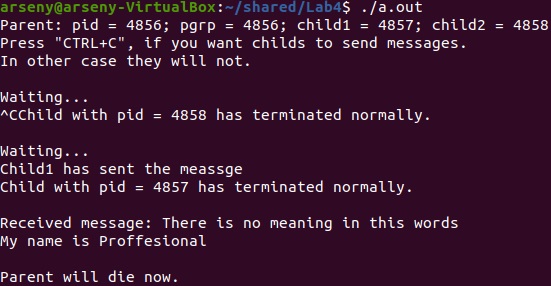 arseny@arseny-VirtualBox:~/shared/Lab4$ ./a.out
Parent: pid = 4856; pgrp = 4856; child1 = 4857; child2 = 4858
Press "CTRL+C", if you want childs to send messages.
In other case they will not.
Waiting...
^CChild with pid = 4858 has terminated normally.
Waiting...
Child1 has sent the meassge
Child with pid = 4857 has terminated normally.
Received message: There is no meaning in this words
My name is Proffesional
Parent will die now.